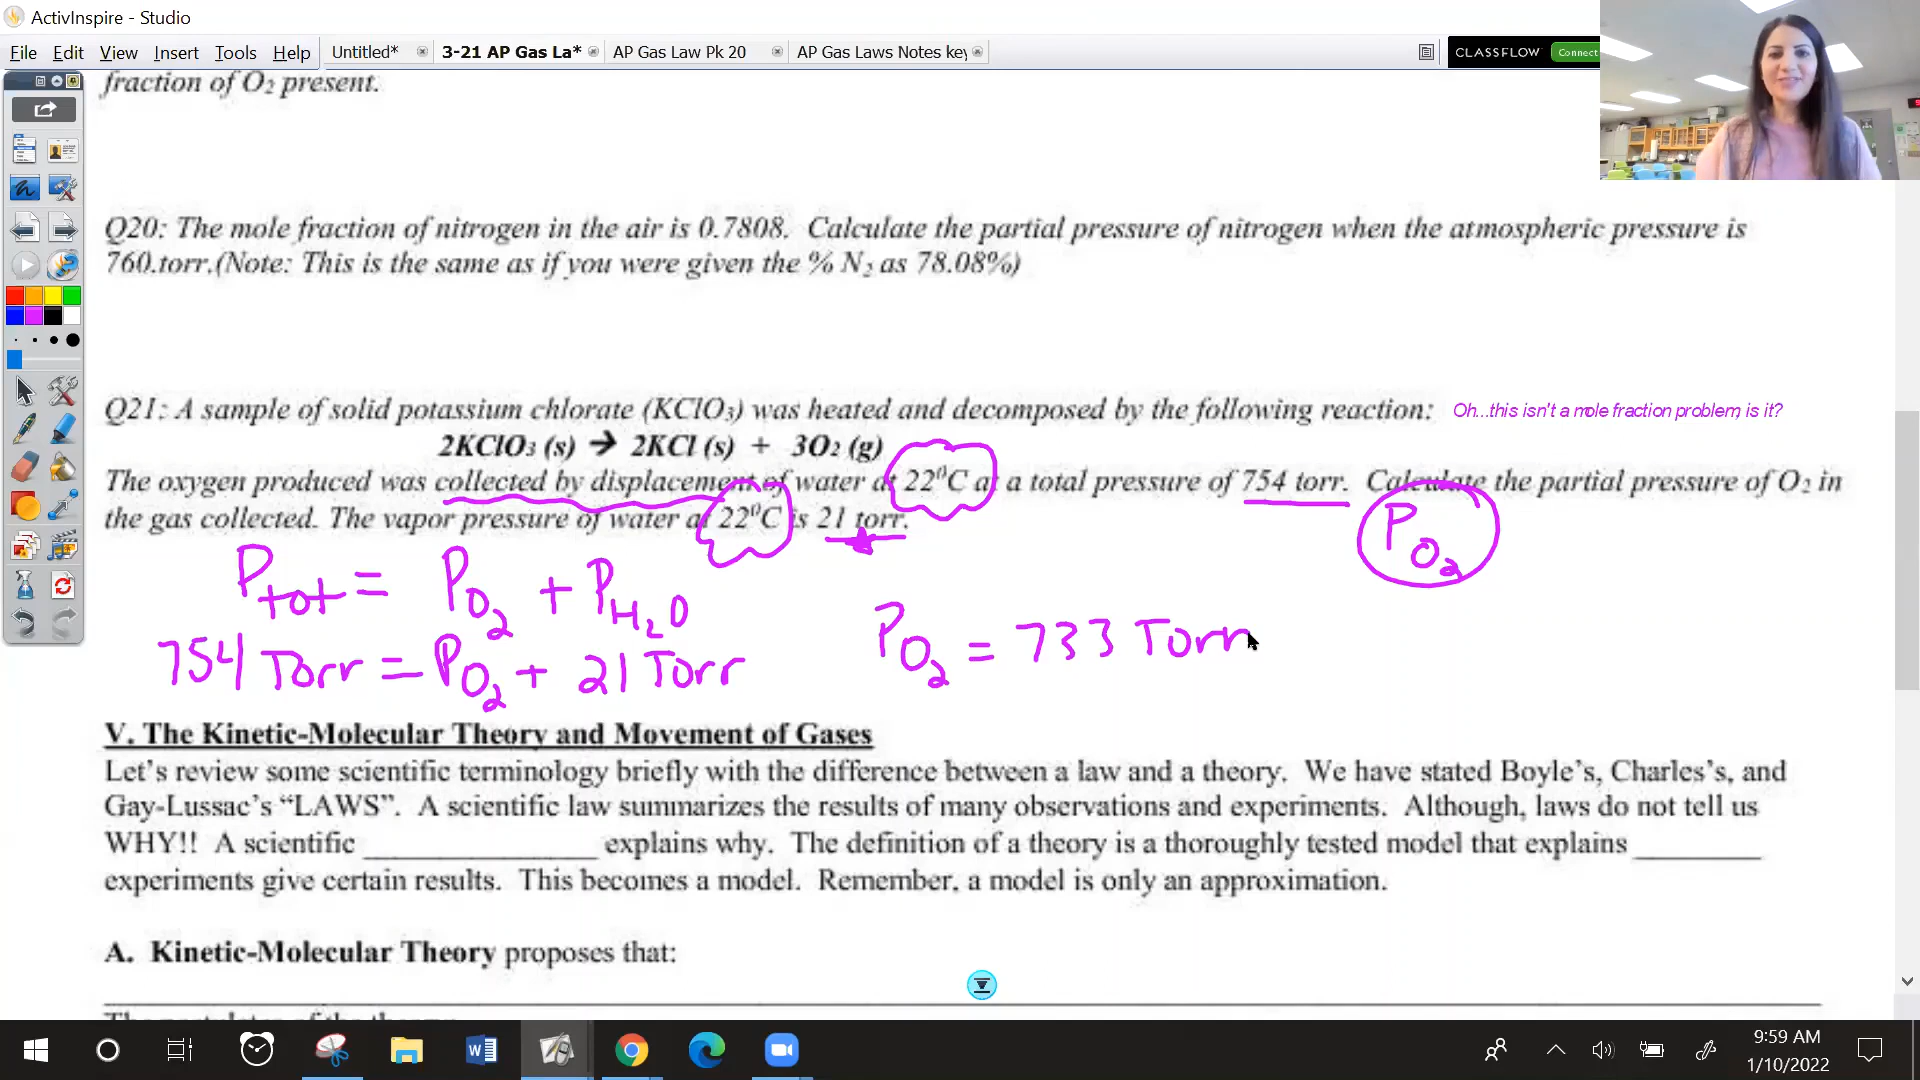 ActivInspire - Studio
File Edit View Insert Tools Help
Untitled* 3-21 AP Gas La* AP Gas Law Pk 20 AP Gas Laws Notes key
CLASSFLOW Connect
fraction of O₂ present.
Q20: The mole fraction of nitrogen in the air is 0.7808. Calculate the partial pressure of nitrogen when the atmospheric pressure is
760.torr.(Note: This is the same as if you were given the % N₂ as 78.08%)
Q21: A sample of solid potassium chlorate (KClO₃) was heated and decomposed by the following reaction: Oh...this isn't a mole fraction problem, is it?
2KClO₃ (s) → 2KCl (s) + 3O₂ (g)
The oxygen produced was collected by displacement of water at 22⁰C at a total pressure of 754 torr. Calculate the partial pressure of O₂ in
the gas collected. The vapor pressure of water at 22⁰C is 21 torr.
P O₂
Ptot = PO₂ + PH₂O
754 Torr = PO₂ + 21 Torr
PO₂ = 733 Torr
V. The Kinetic-Molecular Theory and Movement of Gases
Let's review some scientific terminology briefly with the difference between a law and a theory. We have stated Boyle's, Charles's, and
Gay-Lussac's “LAWS”. A scientific law summarizes the results of many observations and experiments. Although, laws do not tell us
WHY!! A scientific ________________ explains why. The definition of a theory is a thoroughly tested model that explains _________
experiments give certain results. This becomes a model. Remember, a model is only an approximation.
A. Kinetic-Molecular Theory proposes that:
9:59 AM
1/10/2022